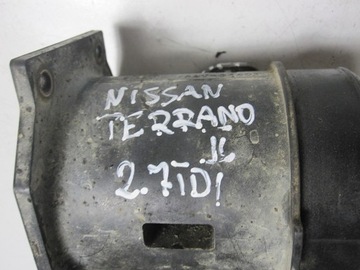 NISSAN
TERRANO
II
2.7TDI